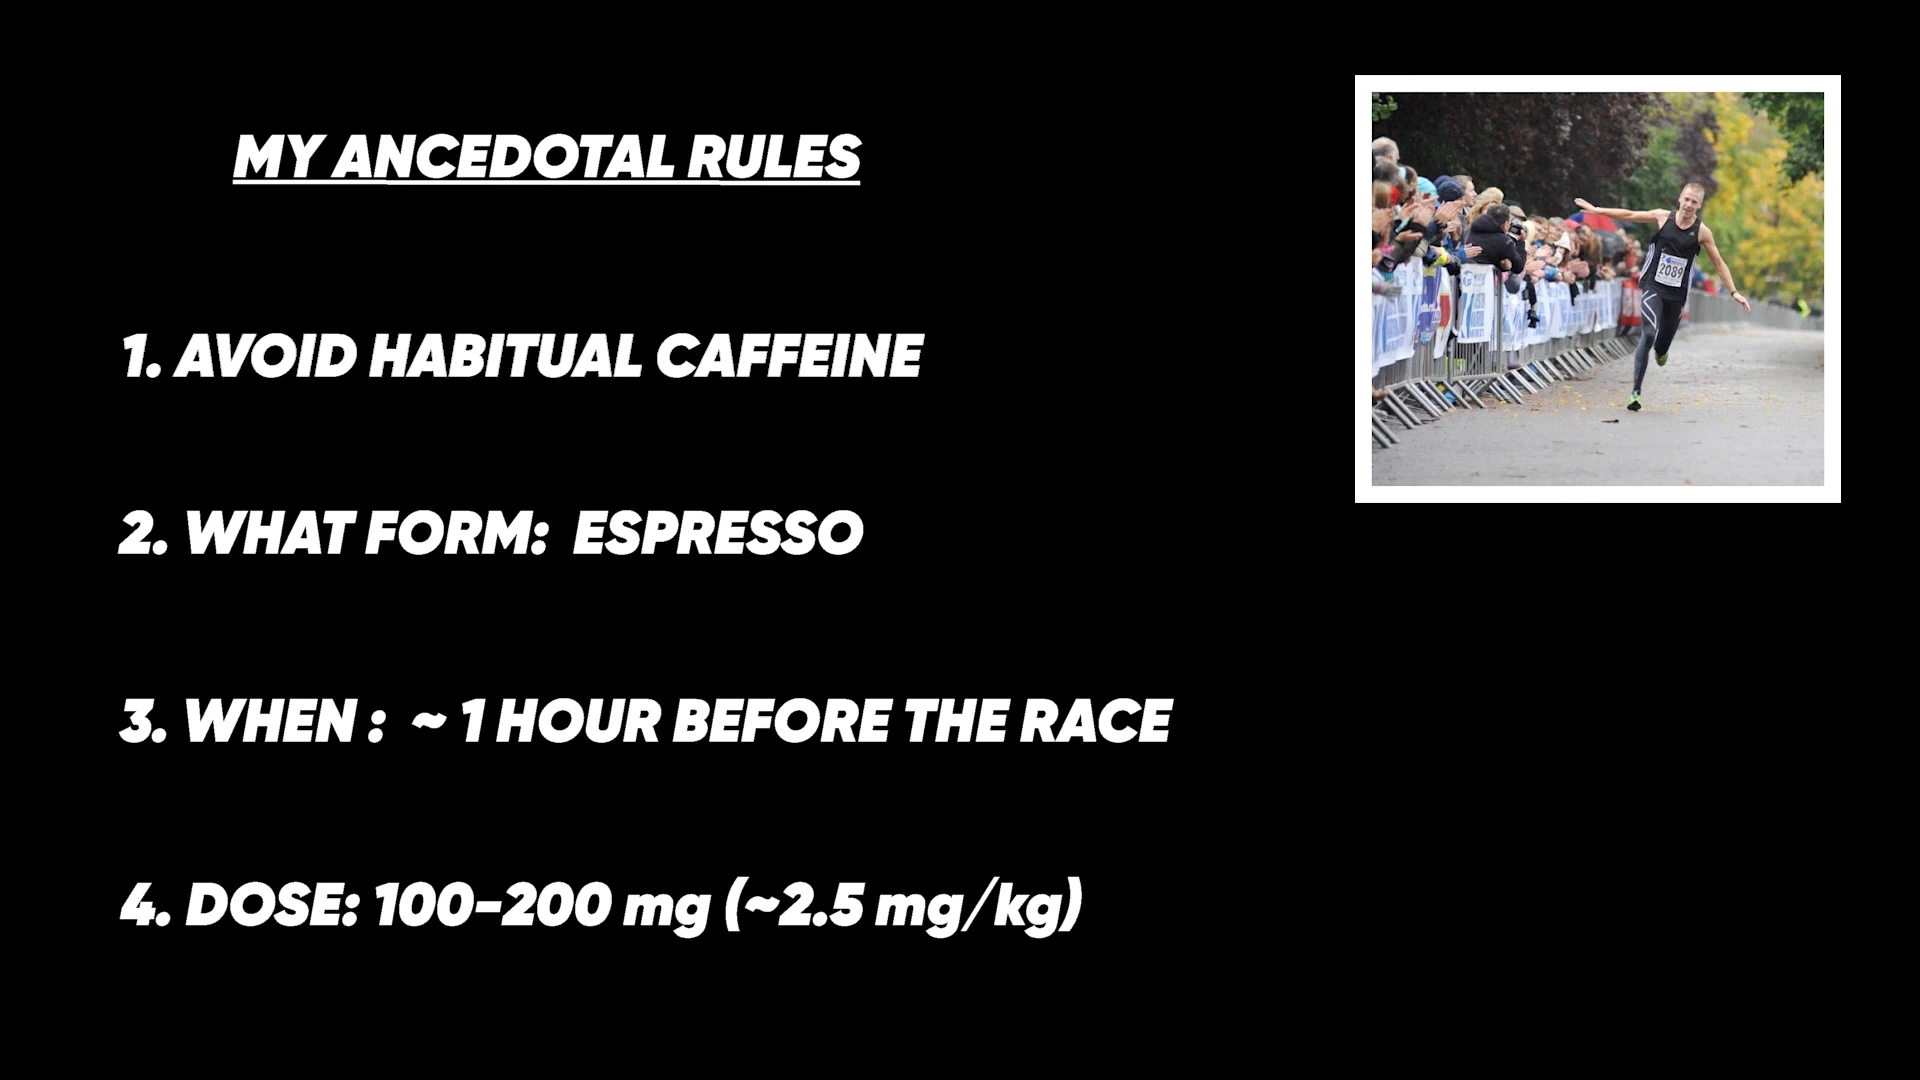 MY ANCEDOTAL RULES
1. AVOID HABITUAL CAFFEINE
2. WHAT FORM: ESPRESSO
3. WHEN : ~ 1 HOUR BEFORE THE RACE
4. DOSE: 100-200 mg (~2.5 mg/kg)
2089